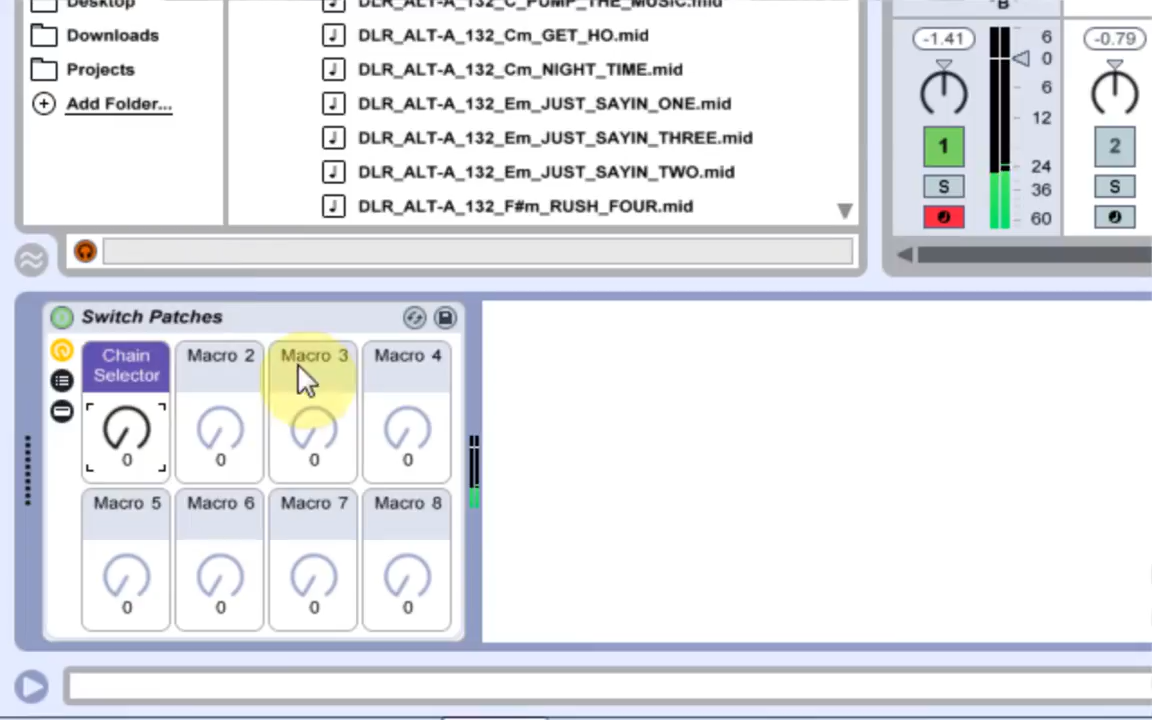 Desktop
DLR_ALT-A_132_C_PUMP_THE_MUSIC.mid
Downloads
DLR_ALT-A_132_Cm_GET_HO.mid
Projects
DLR_ALT-A_132_Cm_NIGHT_TIME.mid
Add Folder...
DLR_ALT-A_132_Em_JUST_SAYIN_ONE.mid
DLR_ALT-A_132_Em_JUST_SAYIN_THREE.mid
DLR_ALT-A_132_Em_JUST_SAYIN_TWO.mid
DLR_ALT-A_132_F#m_RUSH_FOUR.mid
B
-1.41
6
0
6
12
24
36
60
1
S
-0.79
2
S
Switch Patches
Chain Selector
Macro 2
Macro 3
Macro 4
0
0
0
0
Macro 5
Macro 6
Macro 7
Macro 8
0
0
0
0